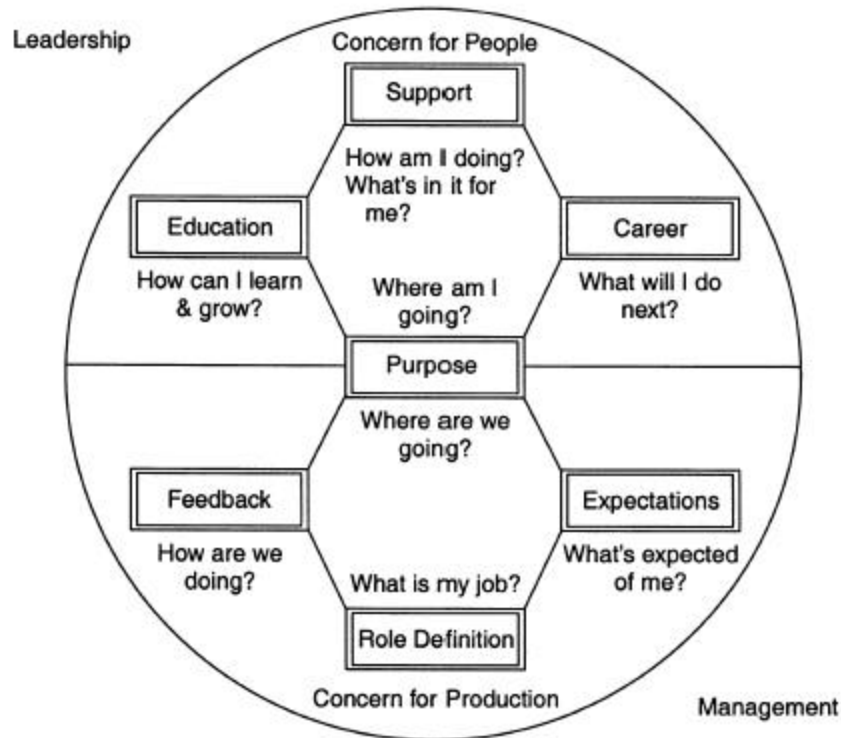 Leadership
Concern for People
Support
How am I doing?
What's in it for
me?
Education
Career
How can I learn
& grow?
Where am I
going?
What will I do
next?
Purpose
Where are we
going?
Feedback
Expectations
How are we
doing?
What is my job?
What's expected
of me?
Role Definition
Concern for Production
Management